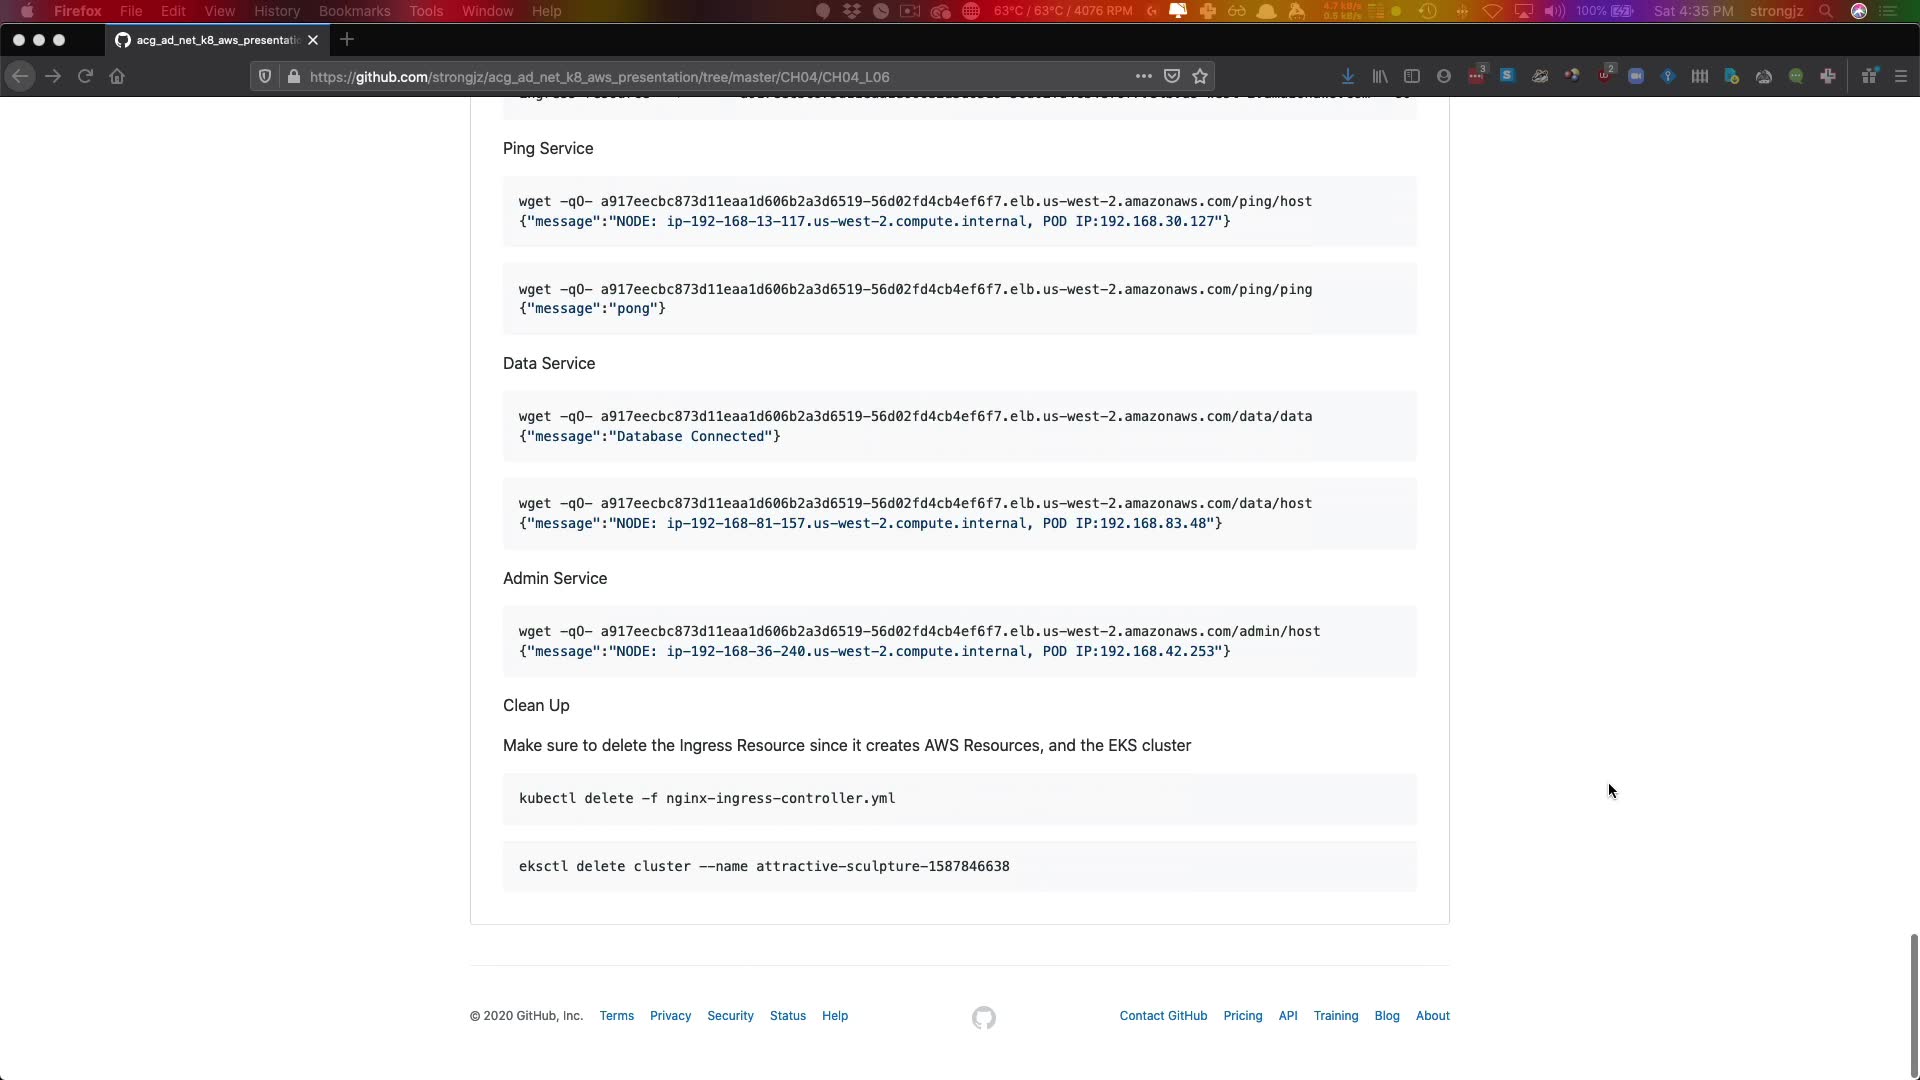 Firefox File Edit View History Bookmarks Tools Window Help 63°C / 63°C / 4076 RPM 4.7 kB/s 0.5 kB/s 100% Sat 4:35 PM strongjz
acg_ad_net_k8_aws_presentatio
https://github.com/strongjz/acg_ad_net_k8_aws_presentation/tree/master/CH04/CH04_L06 3 2
Ping Service
wget -qO- a917eecbc873d11eaa1d606b2a3d6519-56d02fd4cb4ef6f7.elb.us-west-2.amazonaws.com/ping/host
{"message":"NODE: ip-192-168-13-117.us-west-2.compute.internal, POD IP:192.168.30.127"}
wget -qO- a917eecbc873d11eaa1d606b2a3d6519-56d02fd4cb4ef6f7.elb.us-west-2.amazonaws.com/ping/ping
{"message":"pong"}
Data Service
wget -qO- a917eecbc873d11eaa1d606b2a3d6519-56d02fd4cb4ef6f7.elb.us-west-2.amazonaws.com/data/data
{"message":"Database Connected"}
wget -qO- a917eecbc873d11eaa1d606b2a3d6519-56d02fd4cb4ef6f7.elb.us-west-2.amazonaws.com/data/host
{"message":"NODE: ip-192-168-81-157.us-west-2.compute.internal, POD IP:192.168.83.48"}
Admin Service
wget -qO- a917eecbc873d11eaa1d606b2a3d6519-56d02fd4cb4ef6f7.elb.us-west-2.amazonaws.com/admin/host
{"message":"NODE: ip-192-168-36-240.us-west-2.compute.internal, POD IP:192.168.42.253"}
Clean Up
Make sure to delete the Ingress Resource since it creates AWS Resources, and the EKS cluster
kubectl delete -f nginx-ingress-controller.yml
eksctl delete cluster --name attractive-sculpture-1587846638
© 2020 GitHub, Inc. Terms Privacy Security Status Help Contact GitHub Pricing API Training Blog About